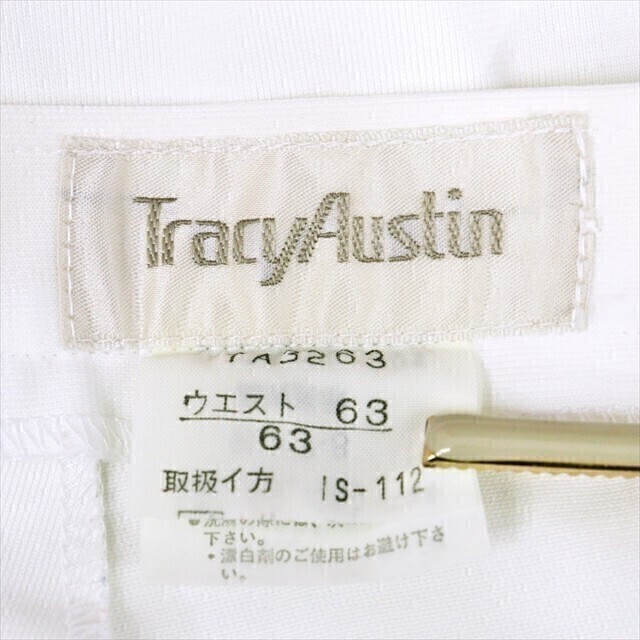 TracyAustin
TA5263
ウエスト 63
63
取扱イ方 IS-112
下さい。
* 漂白剤のご使用はお避け下さ
い。